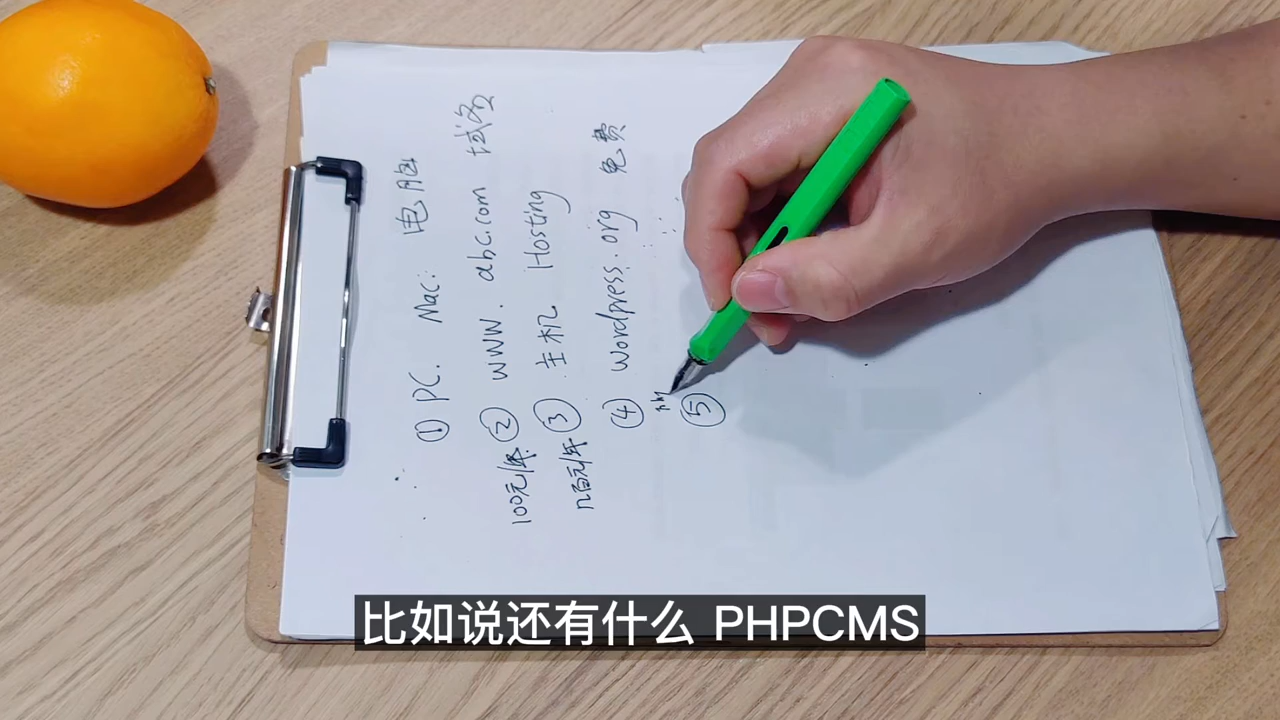 ① PC. Mac: 电脑
② www.abc.com 域名
100元/年
③ 主机 Hosting
几百元/年
④ wordpress.org 免费
⑤
比如说还有什么 PHPCMS